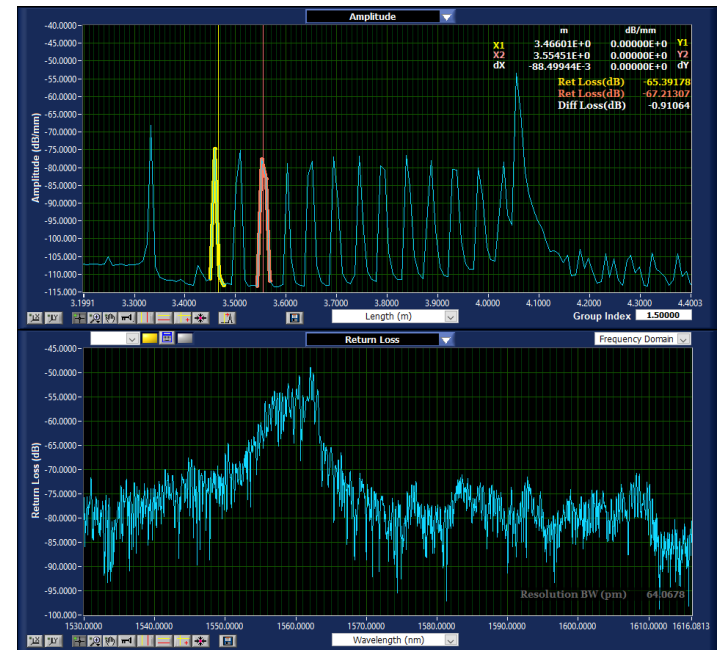 Amplitude
-40.0000
-45.0000
-50.0000
-55.0000
-60.0000
-65.0000
-70.0000
-75.0000
-80.0000
-85.0000
-90.0000
-95.0000
-100.000
-105.000
-110.000
-115.000
Amplitude (dB/mm)
m dB/mm
X1 3.46601E+0 0.00000E+0 Y1
X2 3.55451E+0 0.00000E+0 Y2
dX -88.49944E-3 0.00000E+0 dY
Ret Loss(dB) -65.39178
Ret Loss(dB) -67.21307
Diff Loss(dB) -0.91064
3.1991 3.3000 3.4000 3.5000 3.6000 3.7000 3.8000 3.9000 4.0000 4.1000 4.2000 4.3000 4.4003
Length (m)
Group Index 1.50000
Return Loss
Frequency Domain
-45.0000
-50.0000
-55.0000
-60.0000
-65.0000
-70.0000
-75.0000
-80.0000
-85.0000
-90.0000
-95.0000
-100.000
Return Loss (dB)
Resolution BW (pm) 64.0678
1530.0000 1540.0000 1550.0000 1560.0000 1570.0000 1580.0000 1590.0000 1600.0000 1610.0000 1616.0813
Wavelength (nm)